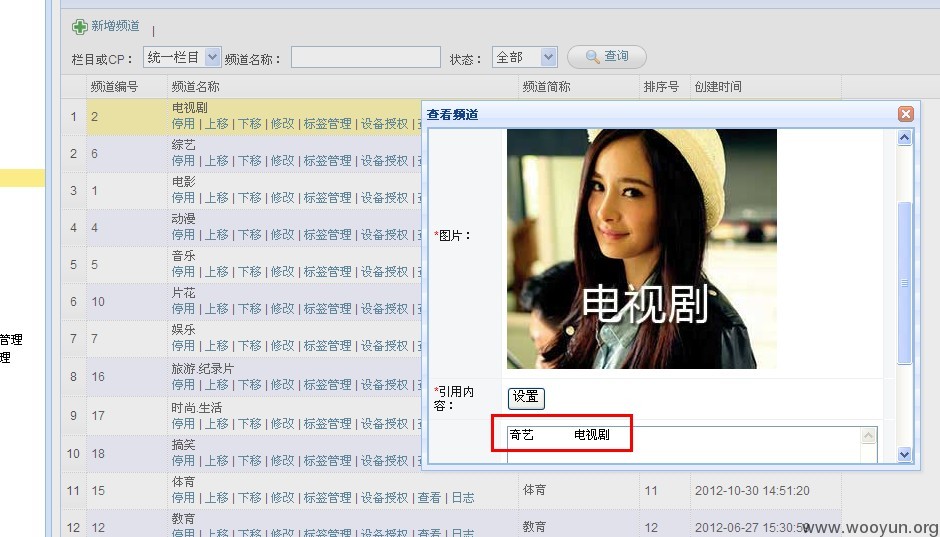 新增频道 |
栏目或CP： 统一栏目 频道名称： 状态： 全部 查询
频道编号 频道名称 频道简称 排序号 创建时间
1 2 电视剧
停用 | 上移 | 下移 | 修改 | 标签管理 | 设备授权 |
2 6 综艺
停用 | 上移 | 下移 | 修改 | 标签管理 | 设备授权 |
3 1 电影
停用 | 上移 | 下移 | 修改 | 标签管理 | 设备授权 |
4 4 动漫
停用 | 上移 | 下移 | 修改 | 标签管理 | 设备授权 |
5 5 音乐
停用 | 上移 | 下移 | 修改 | 标签管理 | 设备授权 |
6 10 片花
停用 | 上移 | 下移 | 修改 | 标签管理 | 设备授权 |
7 7 娱乐
停用 | 上移 | 下移 | 修改 | 标签管理 | 设备授权 |
8 16 旅游.纪录片
停用 | 上移 | 下移 | 修改 | 标签管理 | 设备授权 |
9 17 时尚.生活
停用 | 上移 | 下移 | 修改 | 标签管理 | 设备授权 |
10 18 搞笑
停用 | 上移 | 下移 | 修改 | 标签管理 | 设备授权 |
11 15 体育 体育 11 2012-10-30 14:51:20
停用 | 上移 | 下移 | 修改 | 标签管理 | 设备授权 | 查看 | 日志
12 12 教育 教育 12 2012-06-27 15:30:5
停用 | 上移 | 下移 | 修改 | 标签管理 | 设备授权 | 查看 | 日志
管理
理
查看频道
*图片：
电视剧
*引用内
容：
设置
奇艺 电视剧
www.wooyun.org